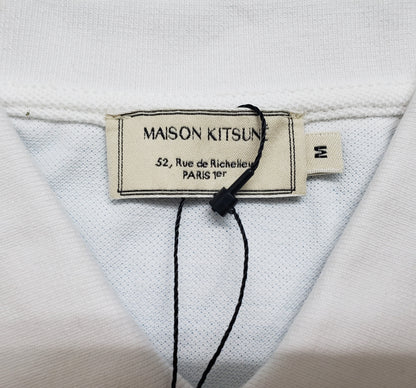 MAISON KITSUNÉ
52, Rue de Richelieu
PARIS 1er
M